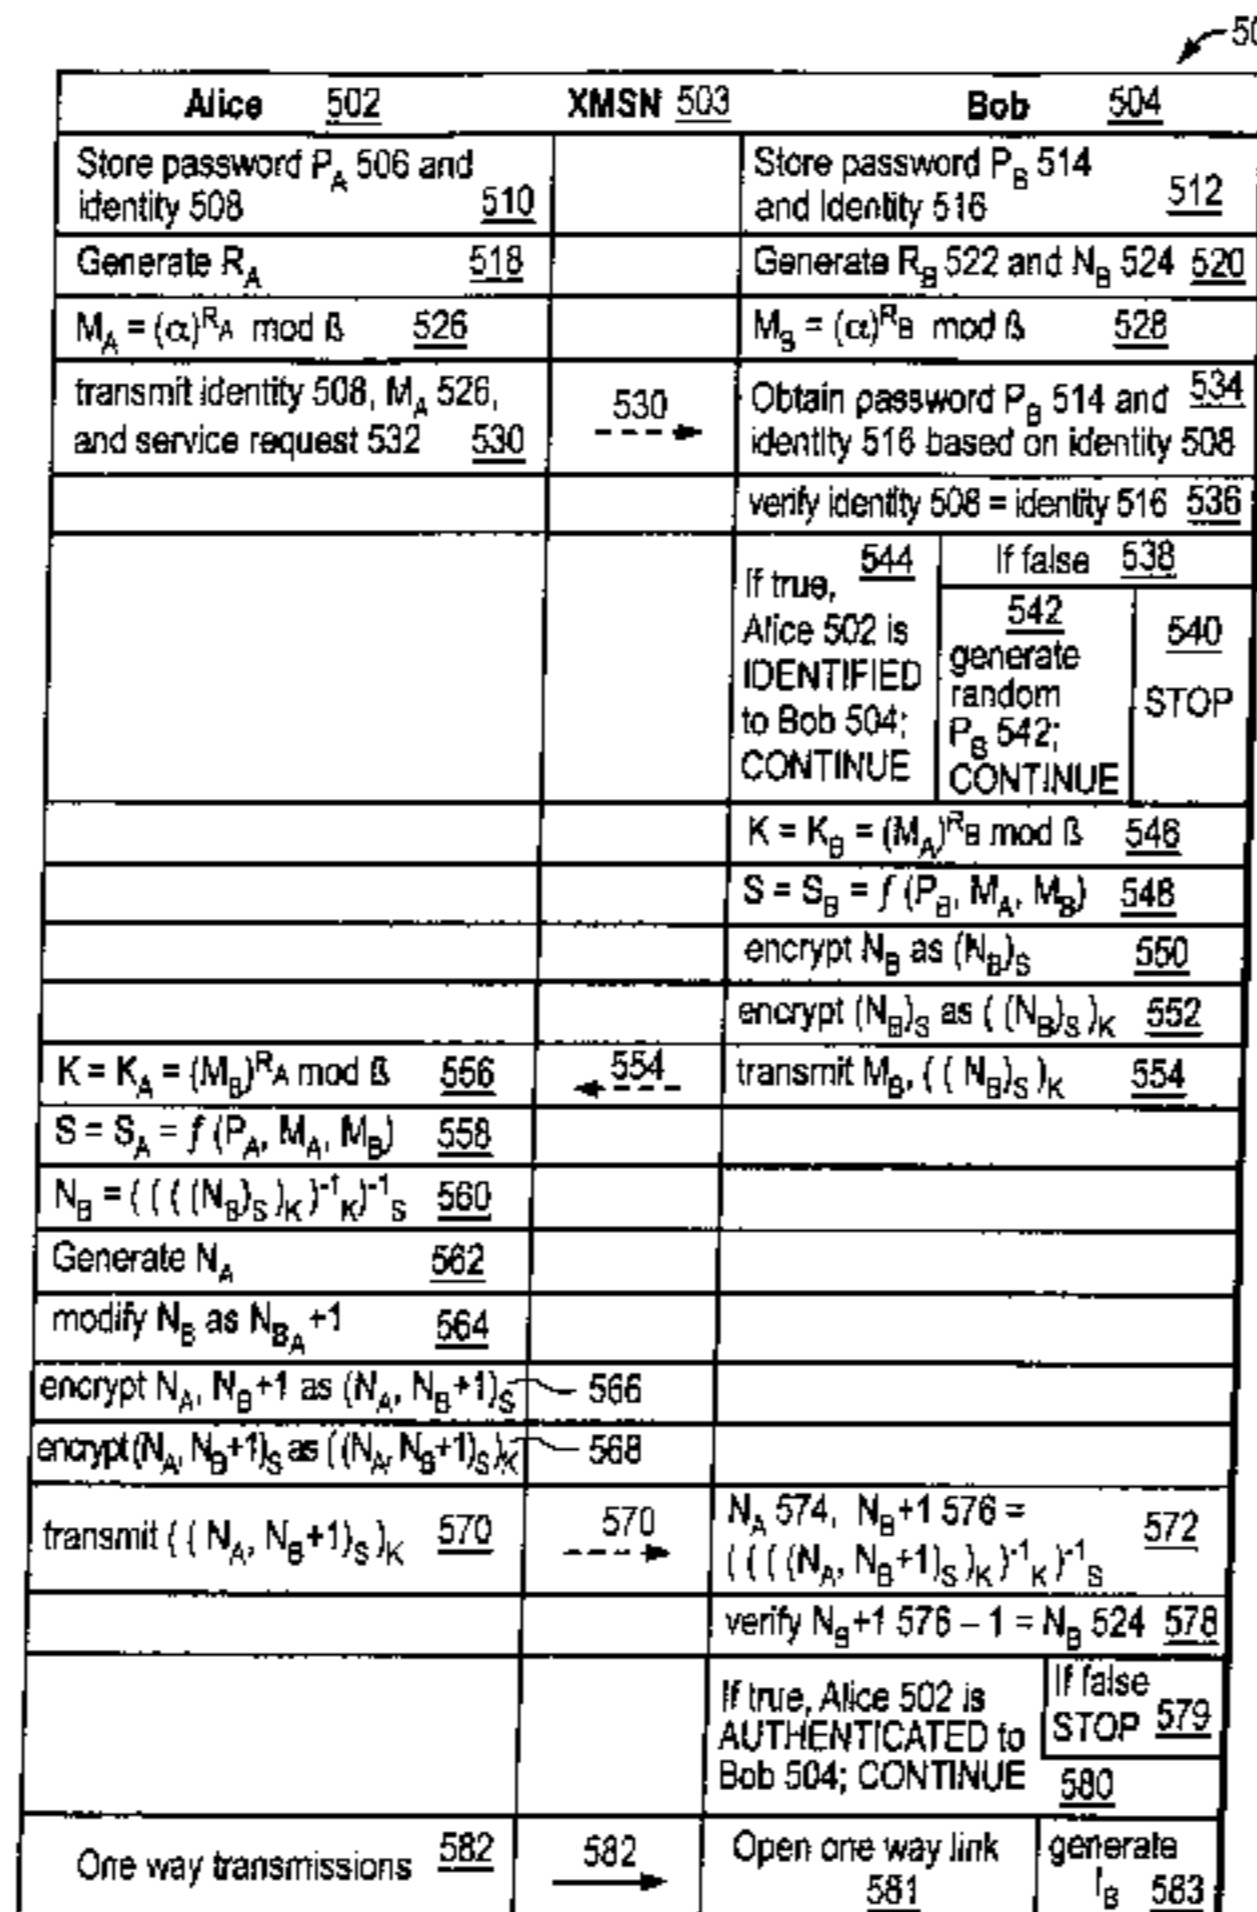 50
Alice 502 XMSN 503 Bob 504
Store password P_A 506 and
identity 508 510
Store password P_B 514
and identity 516 512
Generate R_A 518
Generate R_B 522 and N_B 524 520
M_A = (α)^R_A mod ß 526
M_B = (α)^R_B mod ß 528
transmit identity 508, M_A 526,
and service request 532 530
530
Obtain password P_B 514 and 534
identity 516 based on identity 508
verify identity 508 = identity 516 536
544
If true,
Alice 502 is
IDENTIFIED
to Bob 504;
CONTINUE
If false 538
542
generate
random
P_B 542;
CONTINUE
540
STOP
K = K_B = (M_A)^R_B mod ß 546
S = S_B = f (P_B, M_A, M_B) 548
encrypt N_B as (N_B)_S 550
encrypt (N_B)_S as ( (N_B)_S )_K 552
K = K_A = (M_B)^R_A mod ß 556
554
transmit M_B, ( ( N_B)_S )_K 554
S = S_A = f (P_A, M_A, M_B) 558
N_B = ( ( ( (N_B)_S )_K )^-1_K)^-1_S 560
Generate N_A 562
modify N_B as N_B_A +1 564
encrypt N_A, N_B+1 as (N_A, N_B+1)_S 566
encrypt (N_A, N_B+1)_S as ( (N_A, N_B+1)_S )_K 568
transmit ( ( N_A, N_B+1)_S )_K 570
570
N_A 574, N_B+1 576 =
( ( ( (N_A, N_B+1)_S )_K )^-1_K )^-1_S 572
verify N_B+1 576 – 1 = N_B 524 578
If true, Alice 502 is
AUTHENTICATED to
Bob 504; CONTINUE
If false
STOP 579
580
One way transmissions 582
582
Open one way link
581
generate
I_B 583